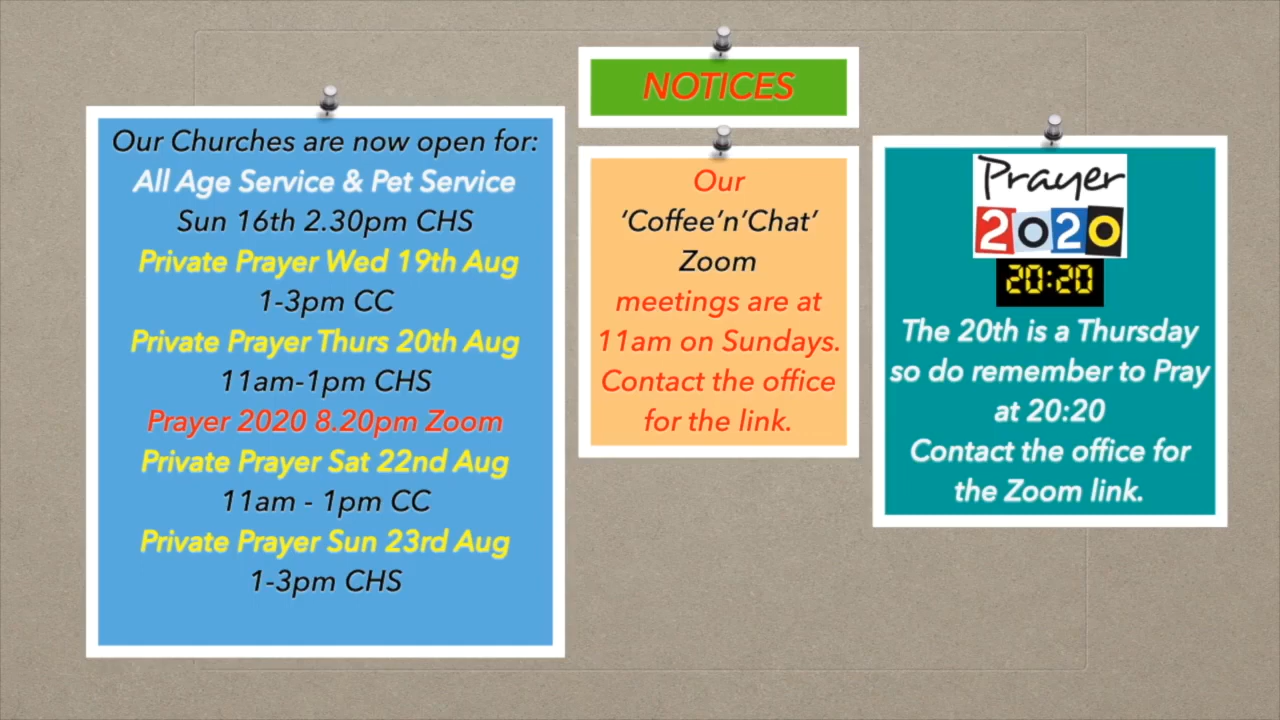 NOTICES
Our Churches are now open for:
All Age Service & Pet Service
Sun 16th 2.30pm CHS
Private Prayer Wed 19th Aug
1-3pm CC
Private Prayer Thurs 20th Aug
11am-1pm CHS
Prayer 2020 8.20pm Zoom
Private Prayer Sat 22nd Aug
11am - 1pm CC
Private Prayer Sun 23rd Aug
1-3pm CHS
Our
‘Coffee’n’Chat’
Zoom
meetings are at
11am on Sundays.
Contact the office
for the link.
Prayer
2020
20:20
The 20th is a Thursday
so do remember to Pray
at 20:20
Contact the office for
the Zoom link.